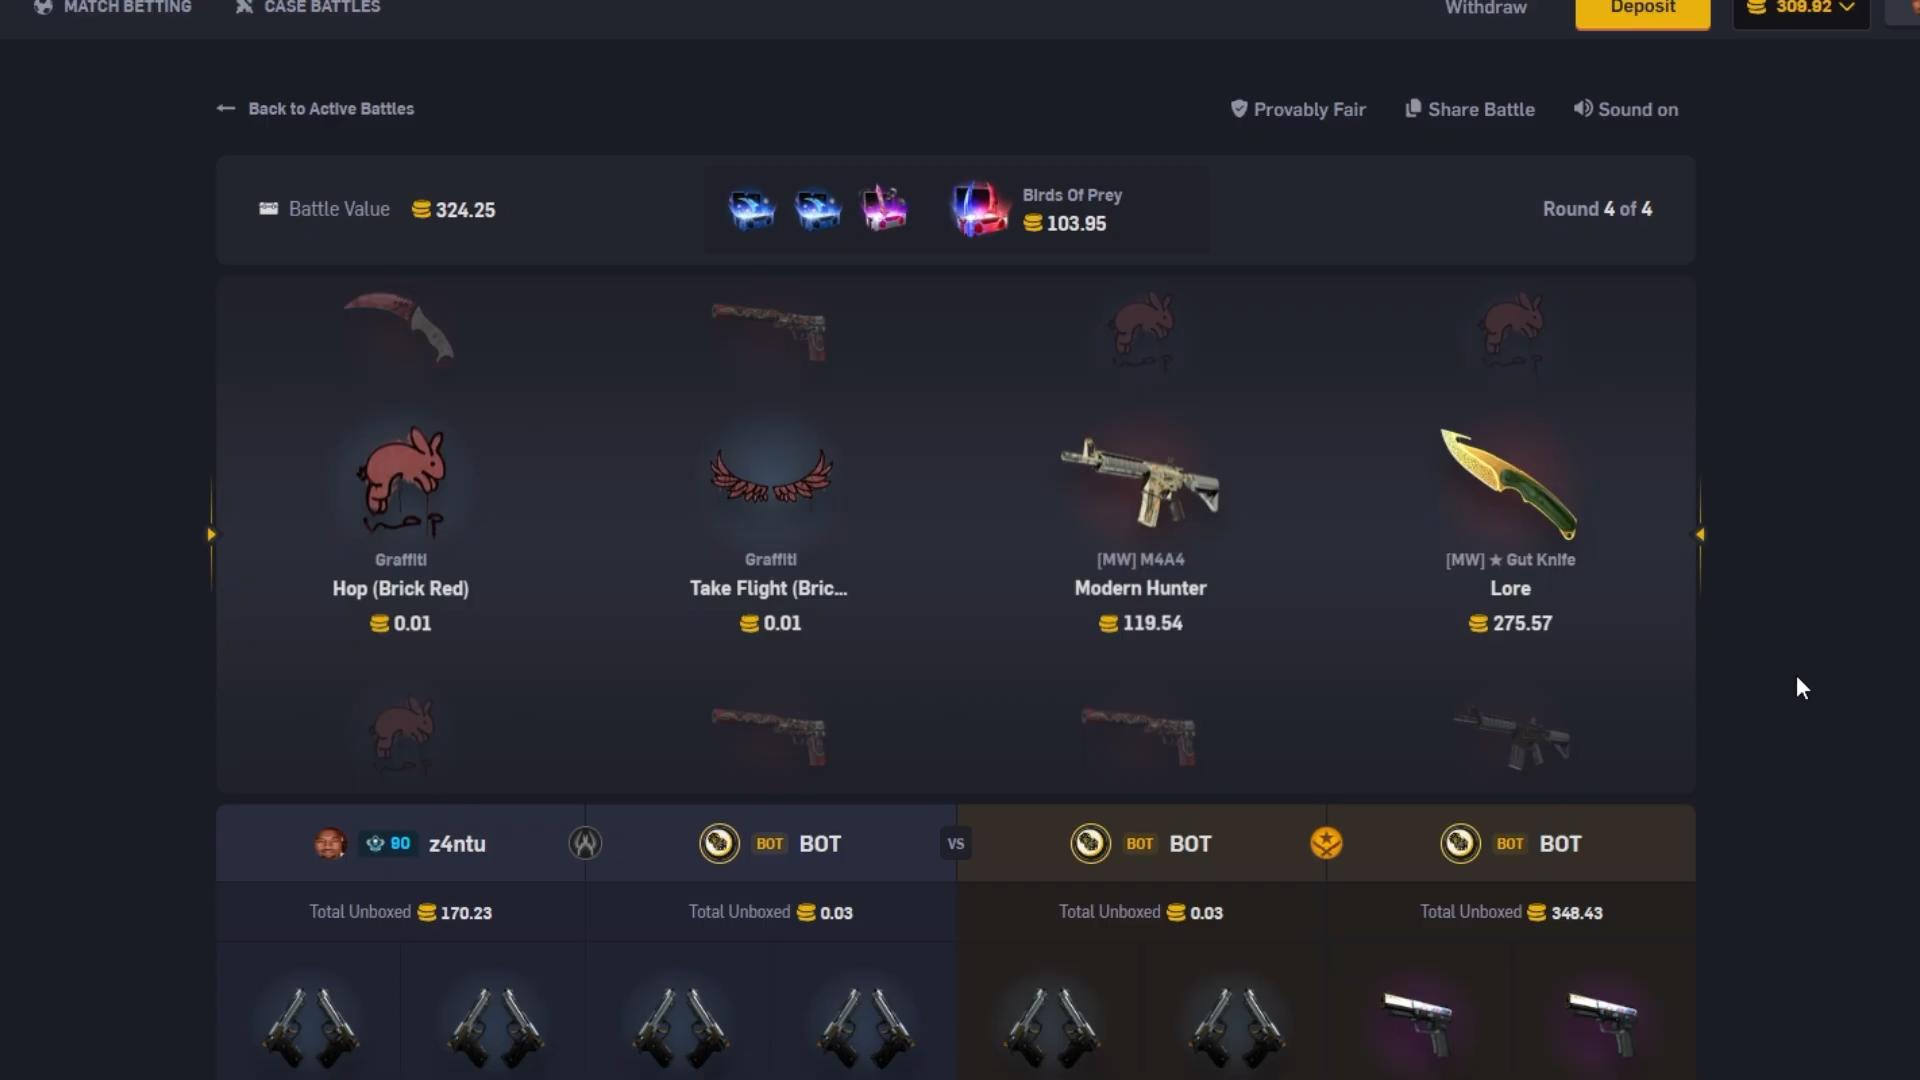 MATCH BETTING
CASE BATTLES
Withdraw
Deposit
309.92
Back to Active Battles
Provably Fair
Share Battle
Sound on
Battle Value 324.25
Birds Of Prey
103.95
Round 4 of 4
Graffiti
Hop (Brick Red)
0.01
Graffiti
Take Flight (Bric...
0.01
[MW] M4A4
Modern Hunter
119.54
[MW] ★ Gut Knife
Lore
275.57
90 z4ntu
BOT BOT
VS
BOT BOT
BOT BOT
Total Unboxed 170.23
Total Unboxed 0.03
Total Unboxed 0.03
Total Unboxed 348.43